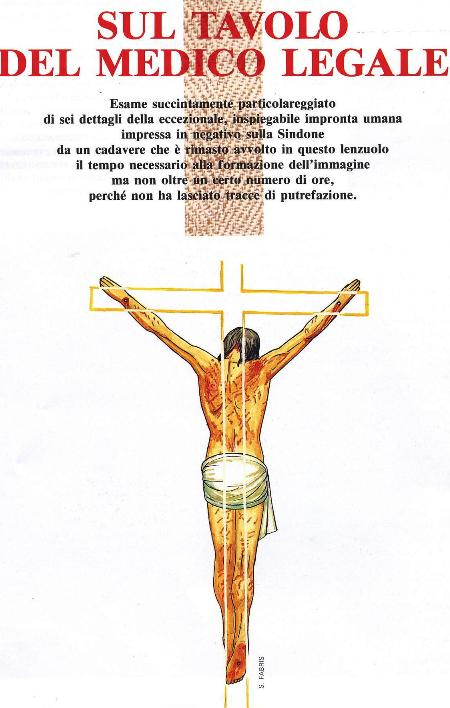 SUL TAVOLO
DEL MEDICO LEGALE
Esame succintamente particolareggiato
di sei dettagli della eccezionale, inspiegabile impronta umana
impressa in negativo sulla Sindone
da un cadavere che è rimasto avvolto in questo lenzuolo
il tempo necessario alla formazione dell'immagine
ma non oltre un certo numero di ore,
perché non ha lasciato tracce di putrefazione.
S. FABRIS